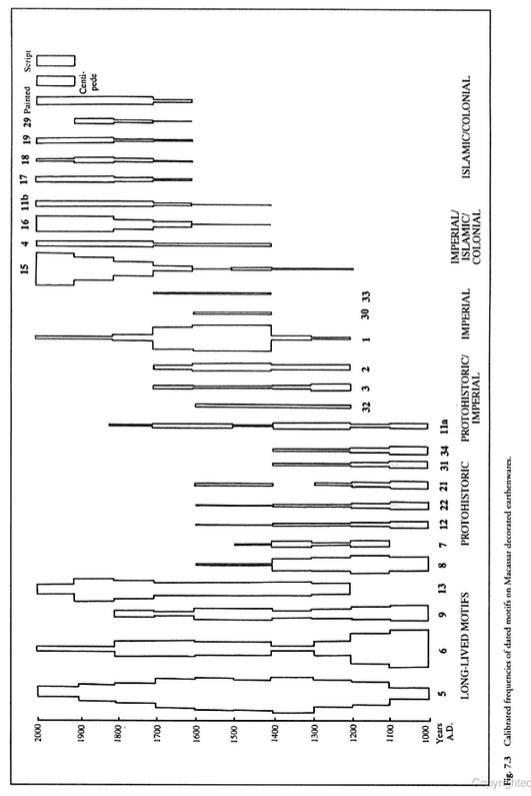 Script
Centi-
pede
29 Painted
19
18
17
11b
16
4
15
ISLAMIC/COLONIAL
IMPERIAL/
ISLAMIC/
COLONIAL
33
30
1
IMPERIAL
2
3
32
PROTOHISTORIC/
IMPERIAL
11a
34
31
21
22
12
7
8
PROTOHISTORIC
13
9
6
5
LONG-LIVED MOTIFS
2000
1900
1800
1700
1600
1500
1400
1300
1200
1100
1000
Years
A.D.
Fig. 7.3 Calibrated frequencies of dated motifs on Macassar decorated earthenwares.
Copyrighted